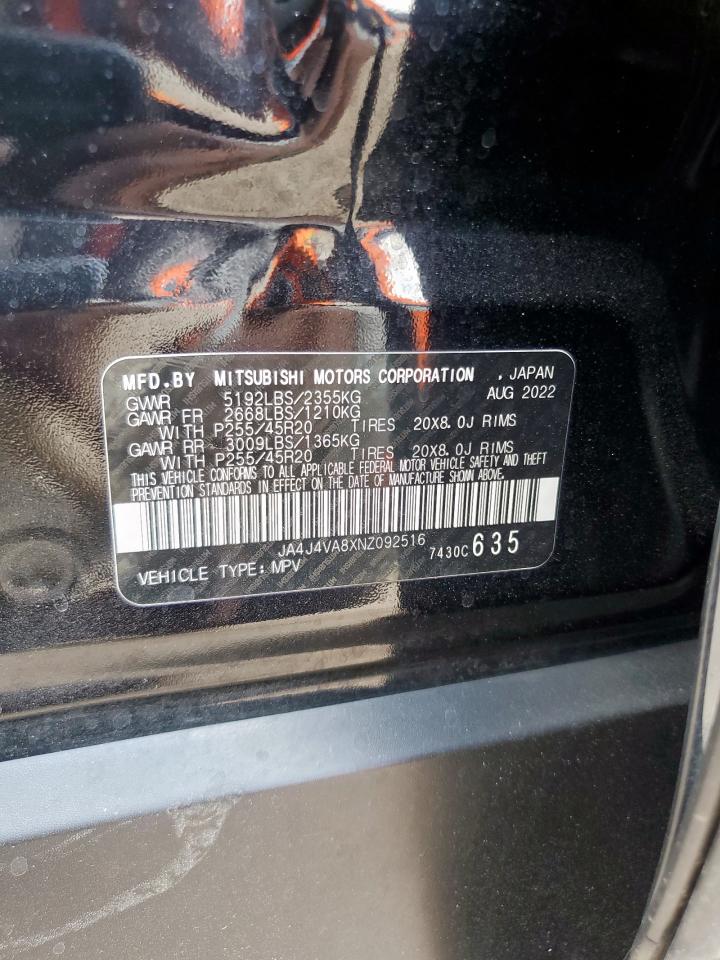 MFD.BY MITSUBISHI MOTORS CORPORATION , JAPAN
GVWR 5192LBS/2355KG AUG 2022
GAWR FR 2668LBS/1210KG
WITH P255/45R20 TIRES 20X8.0J RIMS
GAWR RR 3009LBS/1365KG
WITH P255/45R20 TIRES 20X8.0J RIMS
THIS VEHICLE CONFORMS TO ALL APPLICABLE FEDERAL MOTOR VEHICLE SAFETY AND THEFT
PREVENTION STANDARDS IN EFFECT ON THE DATE OF MANUFACTURE SHOWN ABOVE.
JA4J4VA8XNZ092516 7430C 635
VEHICLE TYPE: MPV